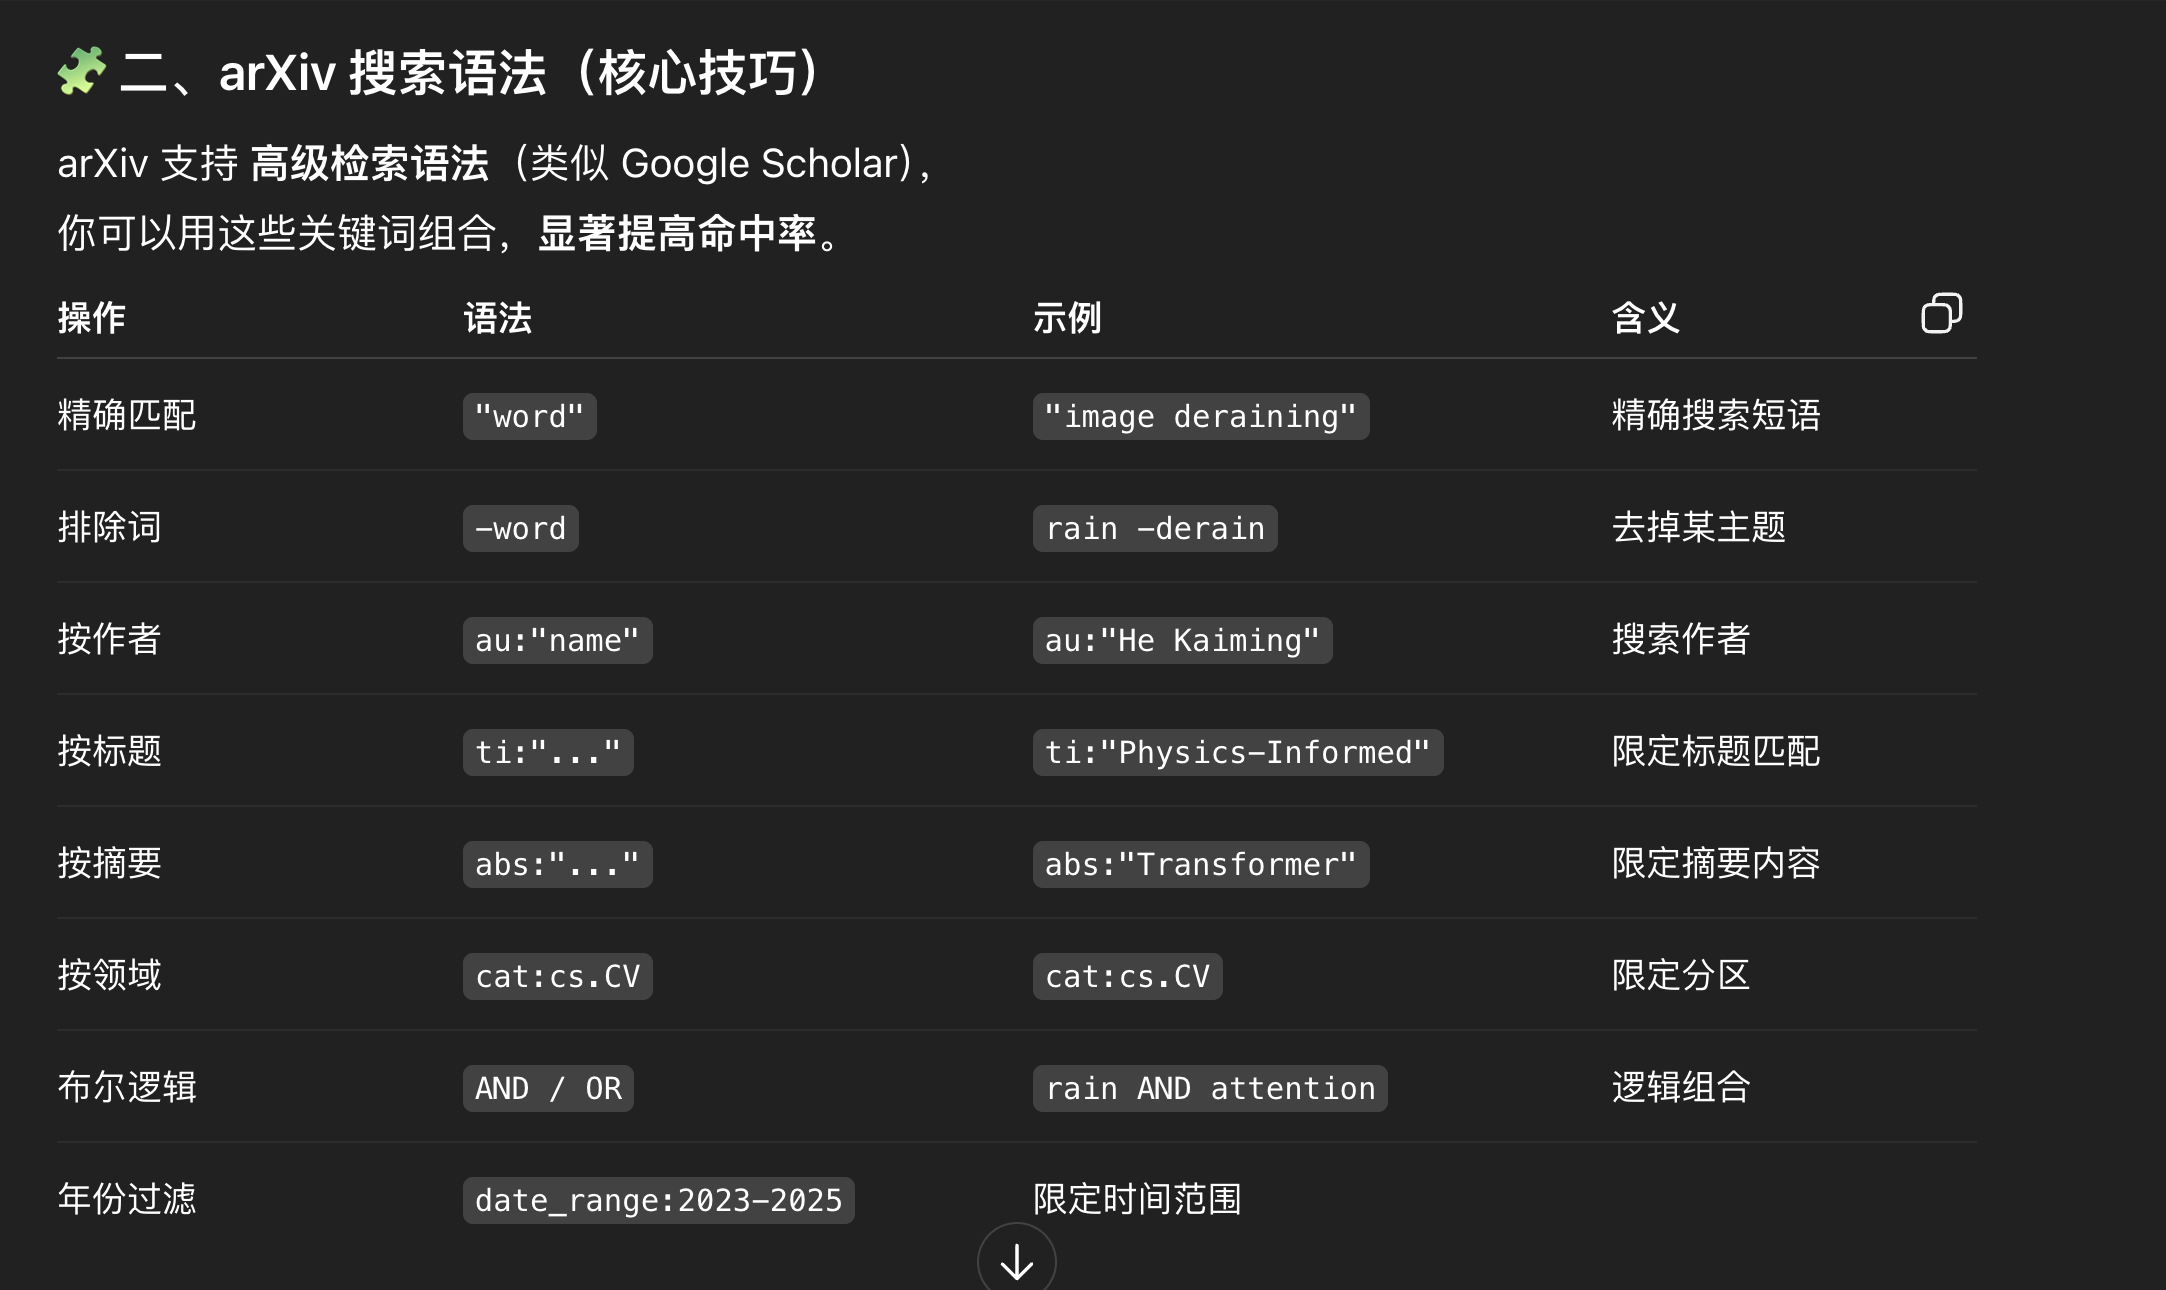 🧩 二、arXiv 搜索语法（核心技巧）
arXiv 支持 高级检索语法（类似 Google Scholar），
你可以用这些关键词组合，显著提高命中率。
操作 语法 示例 含义
精确匹配 "word" "image deraining" 精确搜索短语
排除词 -word rain -derain 去掉某主题
按作者 au:"name" au:"He Kaiming" 搜索作者
按标题 ti:"..." ti:"Physics-Informed" 限定标题匹配
按摘要 abs:"..." abs:"Transformer" 限定摘要内容
按领域 cat:cs.CV cat:cs.CV 限定分区
布尔逻辑 AND / OR rain AND attention 逻辑组合
年份过滤 date_range:2023-2025 限定时间范围